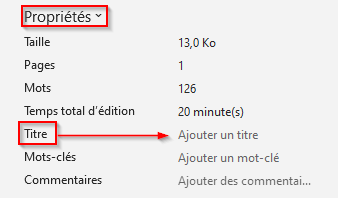 Propriétés
Taille 13,0 Ko
Pages 1
Mots 126
Temps total d'édition 20 minute(s)
Titre Ajouter un titre
Mots-clés Ajouter un mot-clé
Commentaires Ajouter des commentai...